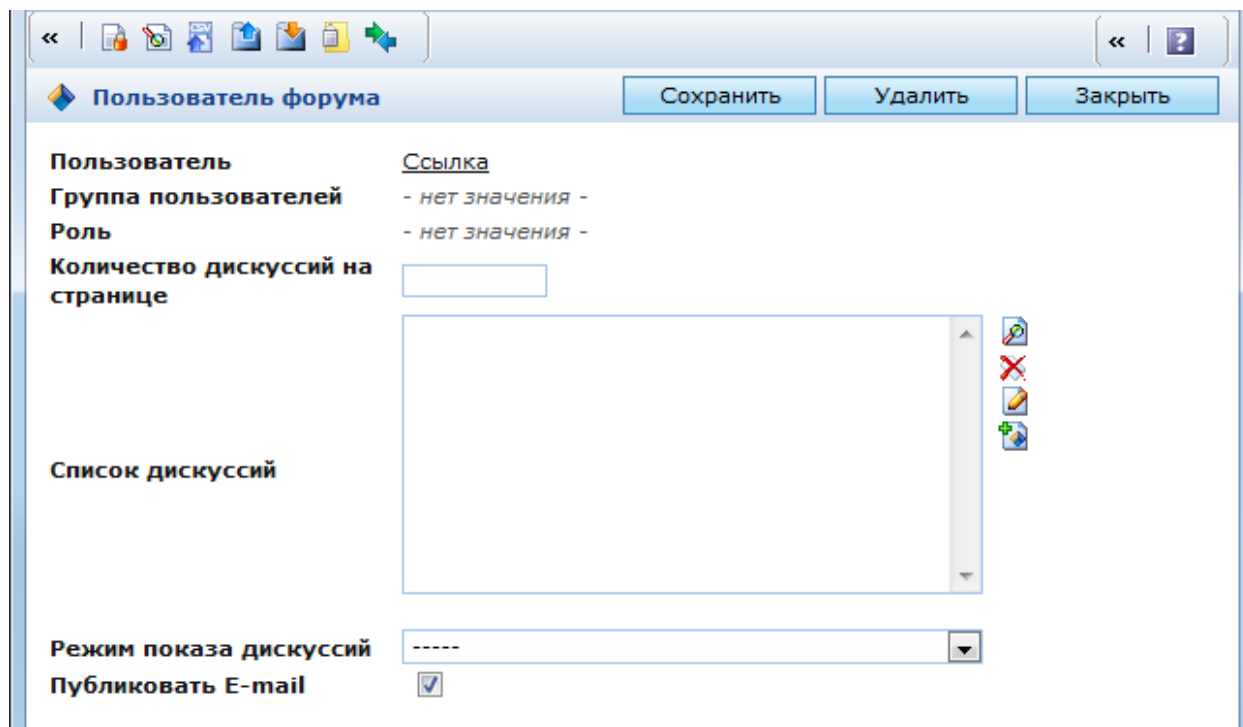 « «  ?
Пользователь форума Сохранить Удалить Закрыть
Пользователь Ссылка
Группа пользователей - нет значения -
Роль - нет значения -
Количество дискуссий на
странице
Список дискуссий
Режим показа дискуссий -----
Публиковать E-mail